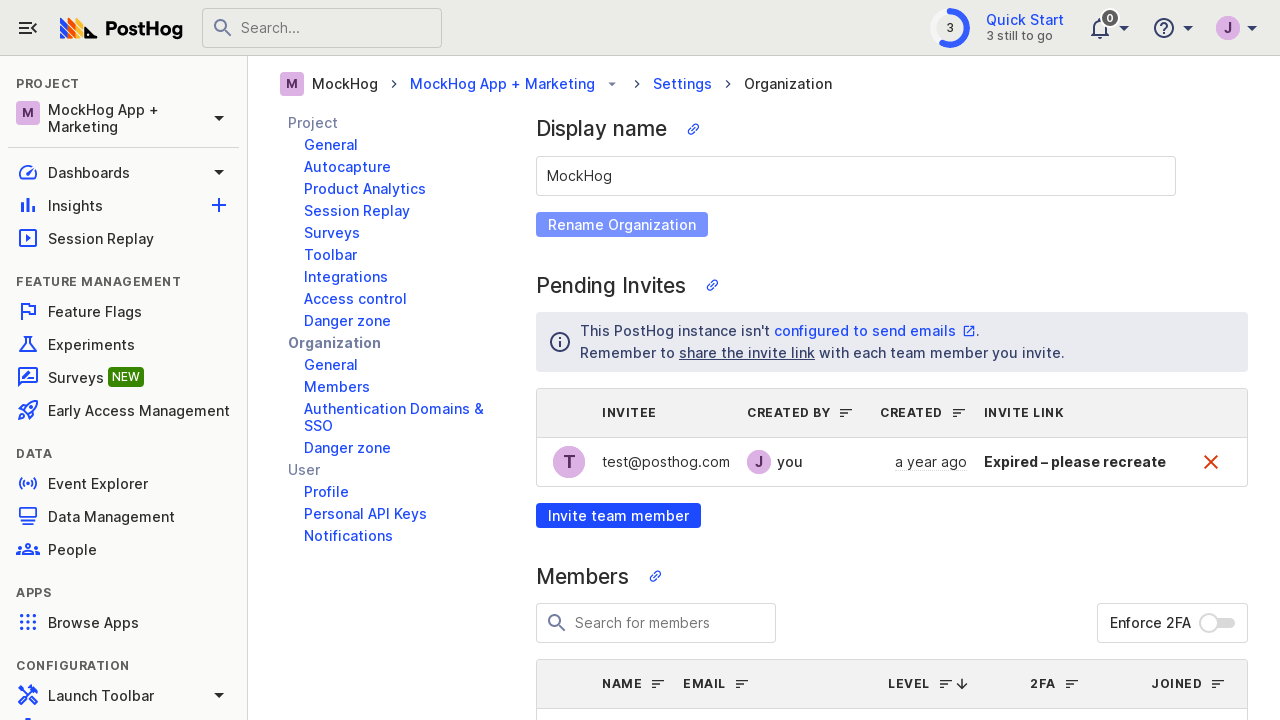 PostHog
Search...
3
Quick Start
3 still to go
0
J
PROJECT
M
MockHog App +
Marketing
Dashboards
Insights
Session Replay
FEATURE MANAGEMENT
Feature Flags
Experiments
Surveys NEW
Early Access Management
DATA
Event Explorer
Data Management
People
APPS
Browse Apps
CONFIGURATION
Launch Toolbar
M MockHog MockHog App + Marketing Settings Organization
Project
General
Autocapture
Product Analytics
Session Replay
Surveys
Toolbar
Integrations
Access control
Danger zone
Organization
General
Members
Authentication Domains &
SSO
Danger zone
User
Profile
Personal API Keys
Notifications
Display name
MockHog
Rename Organization
Pending Invites
This PostHog instance isn't configured to send emails .
Remember to share the invite link with each team member you invite.
INVITEE CREATED BY CREATED INVITE LINK
T test@posthog.com J you a year ago Expired – please recreate
Invite team member
Members
Search for members
Enforce 2FA
NAME EMAIL LEVEL 2FA JOINED